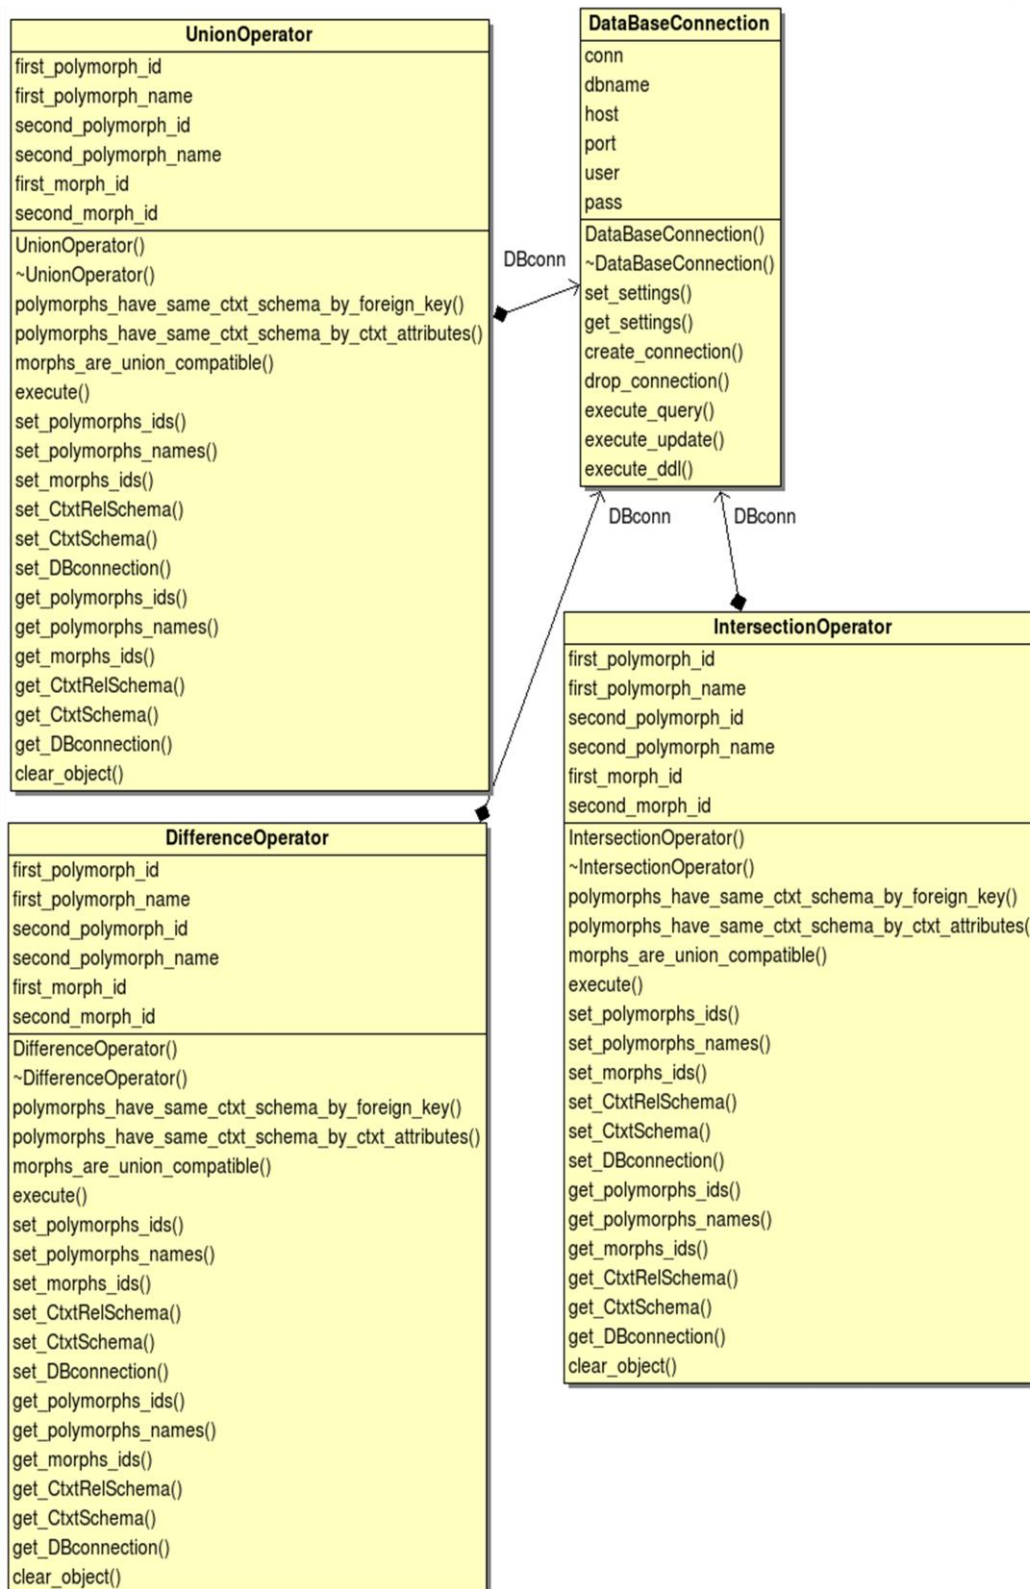 UnionOperator
first_polymorph_id
first_polymorph_name
second_polymorph_id
second_polymorph_name
first_morph_id
second_morph_id
UnionOperator()
~UnionOperator()
polymorphs_have_same_ctxt_schema_by_foreign_key()
polymorphs_have_same_ctxt_schema_by_ctxt_attributes()
morphs_are_union_compatible()
execute()
set_polymorphs_ids()
set_polymorphs_names()
set_morphs_ids()
set_CtxtRelSchema()
set_CtxtSchema()
set_DBconnection()
get_polymorphs_ids()
get_polymorphs_names()
get_morphs_ids()
get_CtxtRelSchema()
get_CtxtSchema()
get_DBconnection()
clear_object()
DBconn
DataBaseConnection
conn
dbname
host
port
user
pass
DataBaseConnection()
~DataBaseConnection()
set_settings()
get_settings()
create_connection()
drop_connection()
execute_query()
execute_update()
execute_ddl()
DBconn
DBconn
DifferenceOperator
first_polymorph_id
first_polymorph_name
second_polymorph_id
second_polymorph_name
first_morph_id
second_morph_id
DifferenceOperator()
~DifferenceOperator()
polymorphs_have_same_ctxt_schema_by_foreign_key()
polymorphs_have_same_ctxt_schema_by_ctxt_attributes()
morphs_are_union_compatible()
execute()
set_polymorphs_ids()
set_polymorphs_names()
set_morphs_ids()
set_CtxtRelSchema()
set_CtxtSchema()
set_DBconnection()
get_polymorphs_ids()
get_polymorphs_names()
get_morphs_ids()
get_CtxtRelSchema()
get_CtxtSchema()
get_DBconnection()
clear_object()
IntersectionOperator
first_polymorph_id
first_polymorph_name
second_polymorph_id
second_polymorph_name
first_morph_id
second_morph_id
IntersectionOperator()
~IntersectionOperator()
polymorphs_have_same_ctxt_schema_by_foreign_key()
polymorphs_have_same_ctxt_schema_by_ctxt_attributes(
morphs_are_union_compatible()
execute()
set_polymorphs_ids()
set_polymorphs_names()
set_morphs_ids()
set_CtxtRelSchema()
set_CtxtSchema()
set_DBconnection()
get_polymorphs_ids()
get_polymorphs_names()
get_morphs_ids()
get_CtxtRelSchema()
get_CtxtSchema()
get_DBconnection()
clear_object()